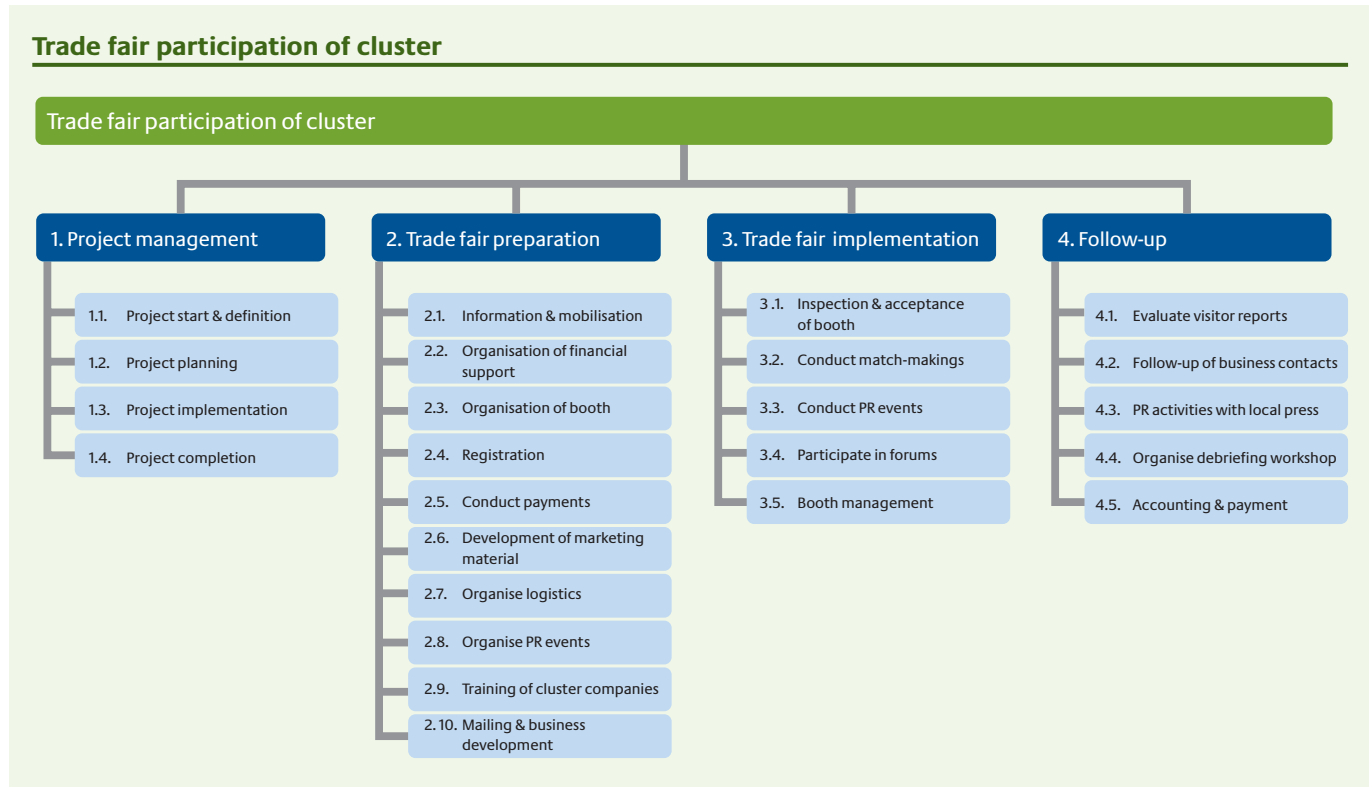 Trade fair participation of cluster
Trade fair participation of cluster
1. Project management
1.1. Project start & definition
1.2. Project planning
1.3. Project implementation
1.4. Project completion
2. Trade fair preparation
2.1. Information & mobilisation
2.2. Organisation of financial
support
2.3. Organisation of booth
2.4. Registration
2.5. Conduct payments
2.6. Development of marketing
material
2.7. Organise logistics
2.8. Organise PR events
2.9. Training of cluster companies
2.10. Mailing & business
development
3. Trade fair implementation
3.1. Inspection & acceptance
of booth
3.2. Conduct match-makings
3.3. Conduct PR events
3.4. Participate in forums
3.5. Booth management
4. Follow-up
4.1. Evaluate visitor reports
4.2. Follow-up of business contacts
4.3. PR activities with local press
4.4. Organise debriefing workshop
4.5. Accounting & payment